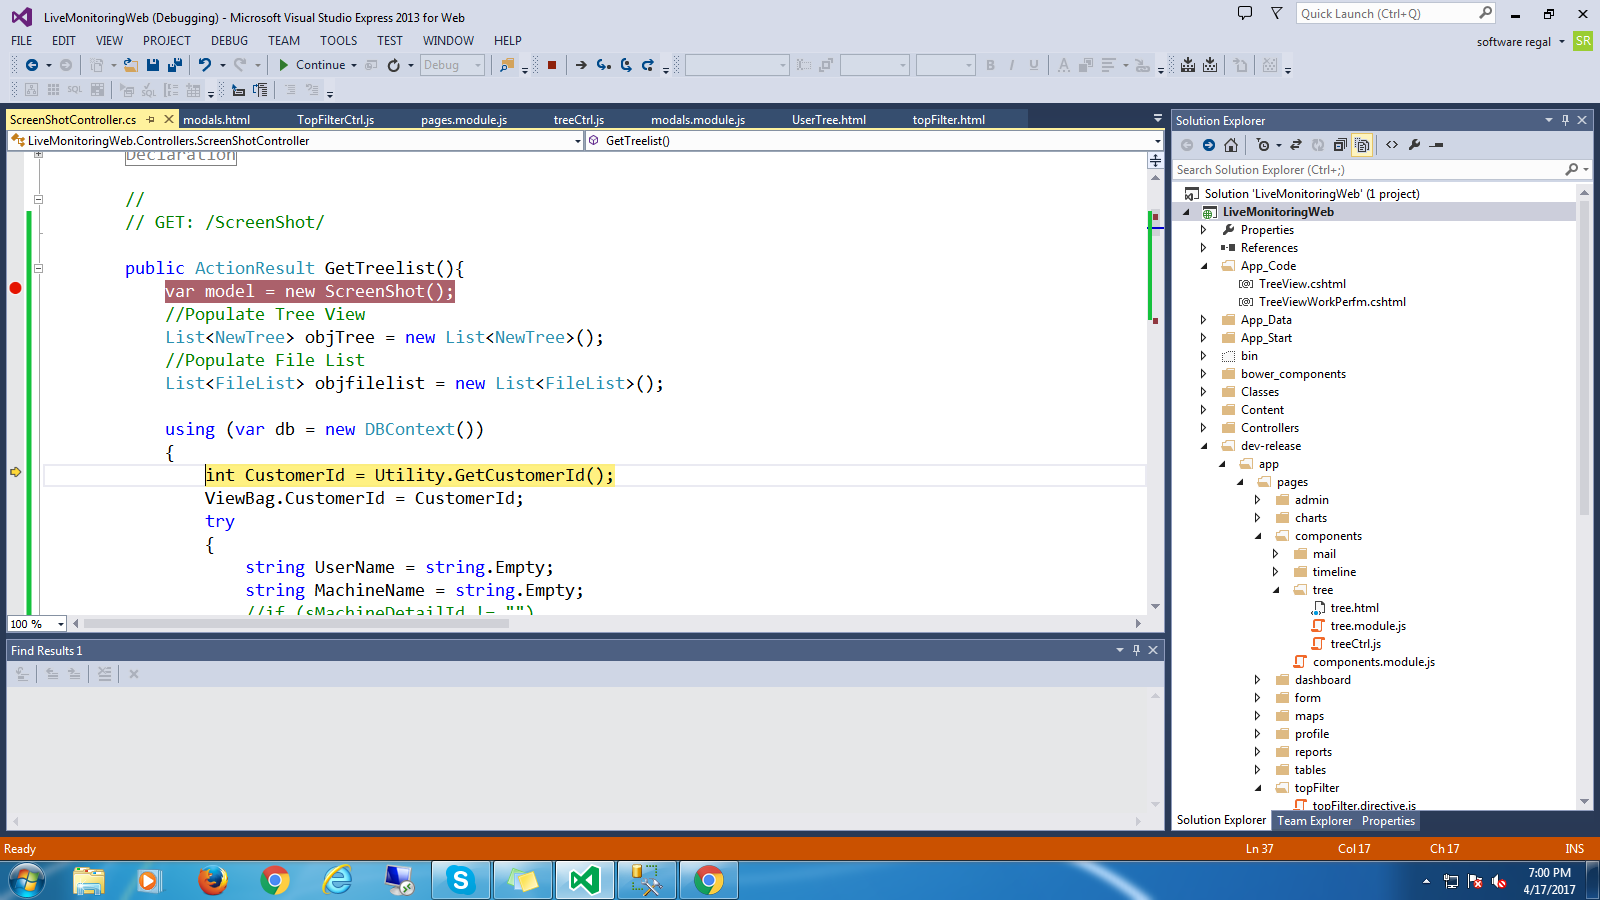 LiveMonitoringWeb (Debugging) - Microsoft Visual Studio Express 2013 for Web
Quick Launch (Ctrl+Q)
FILE EDIT VIEW PROJECT DEBUG TEAM TOOLS TEST WINDOW HELP
software regal SR
Continue Debug
B I U A
SQL SQL
ScreenShotController.cs modals.html TopFilterCtrl.js pages.module.js treeCtrl.js modals.module.js UserTree.html topFilter.html
LiveMonitoringWeb.Controllers.ScreenShotController GetTreelist()
Declaration
//
// GET: /ScreenShot/
public ActionResult GetTreelist(){
var model = new ScreenShot();
//Populate Tree View
List<NewTree> objTree = new List<NewTree>();
//Populate File List
List<FileList> objfilelist = new List<FileList>();
using (var db = new DBContext())
{
int CustomerId = Utility.GetCustomerId();
ViewBag.CustomerId = CustomerId;
try
{
string UserName = string.Empty;
string MachineName = string.Empty;
//if (sMachineDetailId != "")
100 %
Find Results 1
Solution Explorer
Search Solution Explorer (Ctrl+;)
Solution 'LiveMonitoringWeb' (1 project)
LiveMonitoringWeb
Properties
References
App_Code
TreeView.cshtml
TreeViewWorkPerfm.cshtml
App_Data
App_Start
bin
bower_components
Classes
Content
Controllers
dev-release
app
pages
admin
charts
components
mail
timeline
tree
tree.html
tree.module.js
treeCtrl.js
components.module.js
dashboard
form
maps
profile
reports
tables
topFilter
topFilter.directive.js
Solution Explorer Team Explorer Properties
Ready Ln 37 Col 17 Ch 17 INS
7:00 PM
4/17/2017